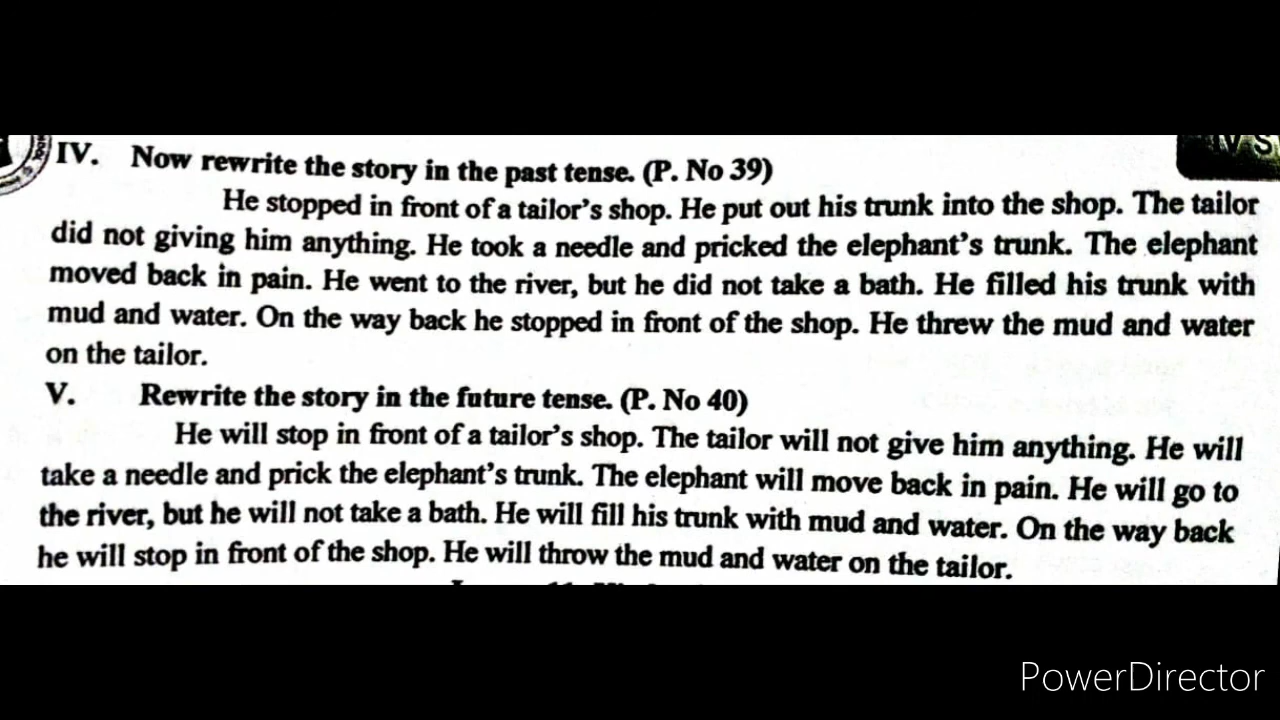 IV. Now rewrite the story in the past tense. (P. No 39)
He stopped in front of a tailor's shop. He put out his trunk into the shop. The tailor
did not giving him anything. He took a needle and pricked the elephant's trunk. The elephant
moved back in pain. He went to the river, but he did not take a bath. He filled his trunk with
mud and water. On the way back he stopped in front of the shop. He threw the mud and water
on the tailor.
V. Rewrite the story in the future tense. (P. No 40)
He will stop in front of a tailor's shop. The tailor will not give him anything. He will
take a needle and prick the elephant's trunk. The elephant will move back in pain. He will go to
the river, but he will not take a bath. He will fill his trunk with mud and water. On the way back
he will stop in front of the shop. He will throw the mud and water on the tailor.
PowerDirector